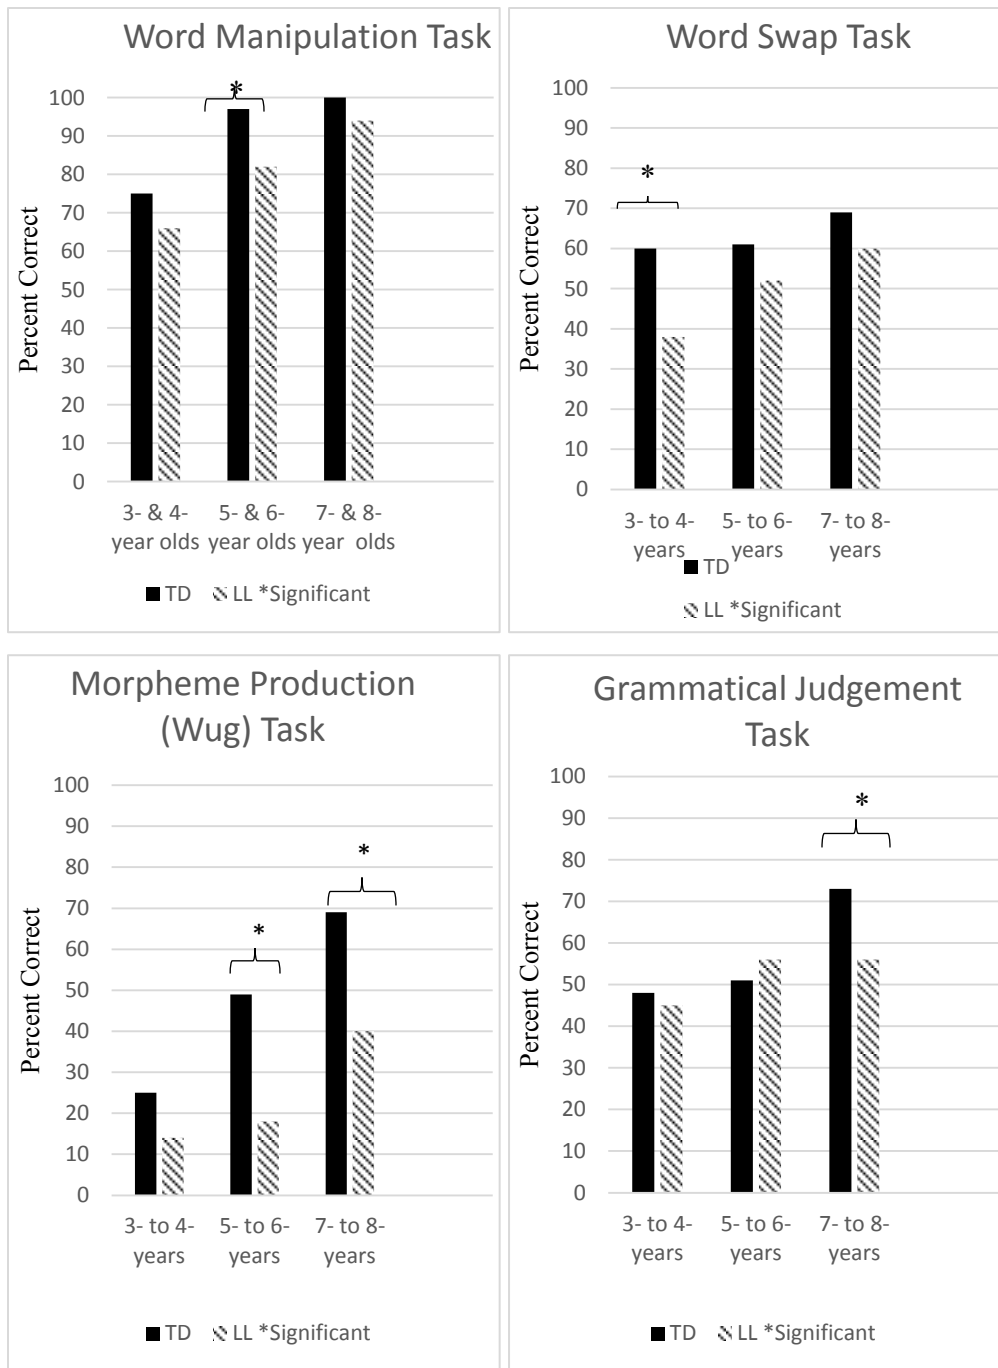 Word Manipulation Task
*
100
90
80
70
60
50
40
30
20
10
0
Percent Correct
3- & 4- 5- & 6- 7- & 8-
year olds year olds year olds
TD LL *Significant
Word Swap Task
100
90
80
70
60
50
40
30
20
10
0
*
Percent Correct
3- to 4- 5- to 6- 7- to 8-
years years years
TD
LL *Significant
Morpheme Production
(Wug) Task
100
90
80
70
60
50
40
30
20
10
0
*
*
Percent Correct
3- to 4- 5- to 6- 7- to 8-
years years years
TD LL *Significant
Grammatical Judgement
Task
100
90
80
70
60
50
40
30
20
10
0
*
Percent Correct
3- to 4- 5- to 6- 7- to 8-
years years years
TD LL *Significant